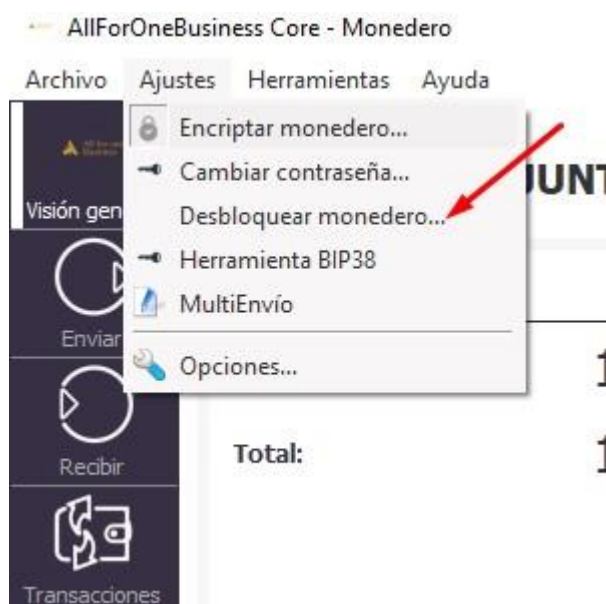 AllForOneBusiness Core - Monedero
Archivo Ajustes Herramientas Ayuda
Encriptar monedero...
Cambiar contraseña...
Visión gen
Desbloquear monedero...
Herramienta BIP38
MultiEnvío
Enviar
Opciones...
Total:
Recibir
Transacciones